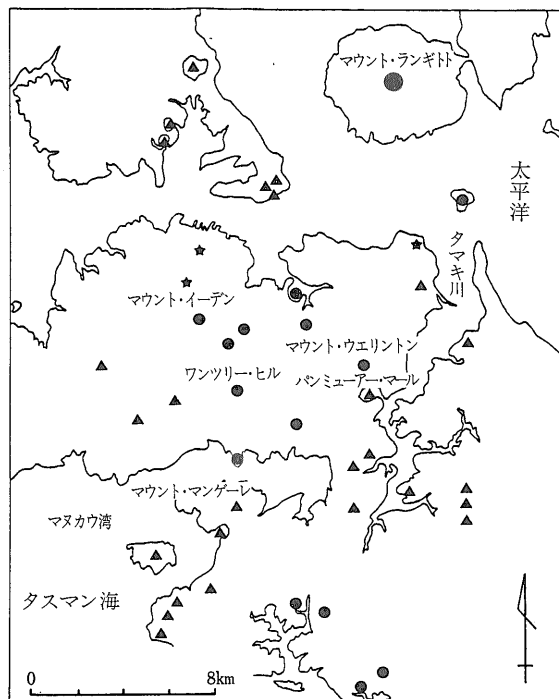 マウント・ランギトト
太平洋
タマキ川
マウント・イーデン
マウント・ウエリントン
ワンツリー・ヒル
パンミューアー・マール
マウント・マンゲーレ
マヌカウ湾
タスマン海
0
8km